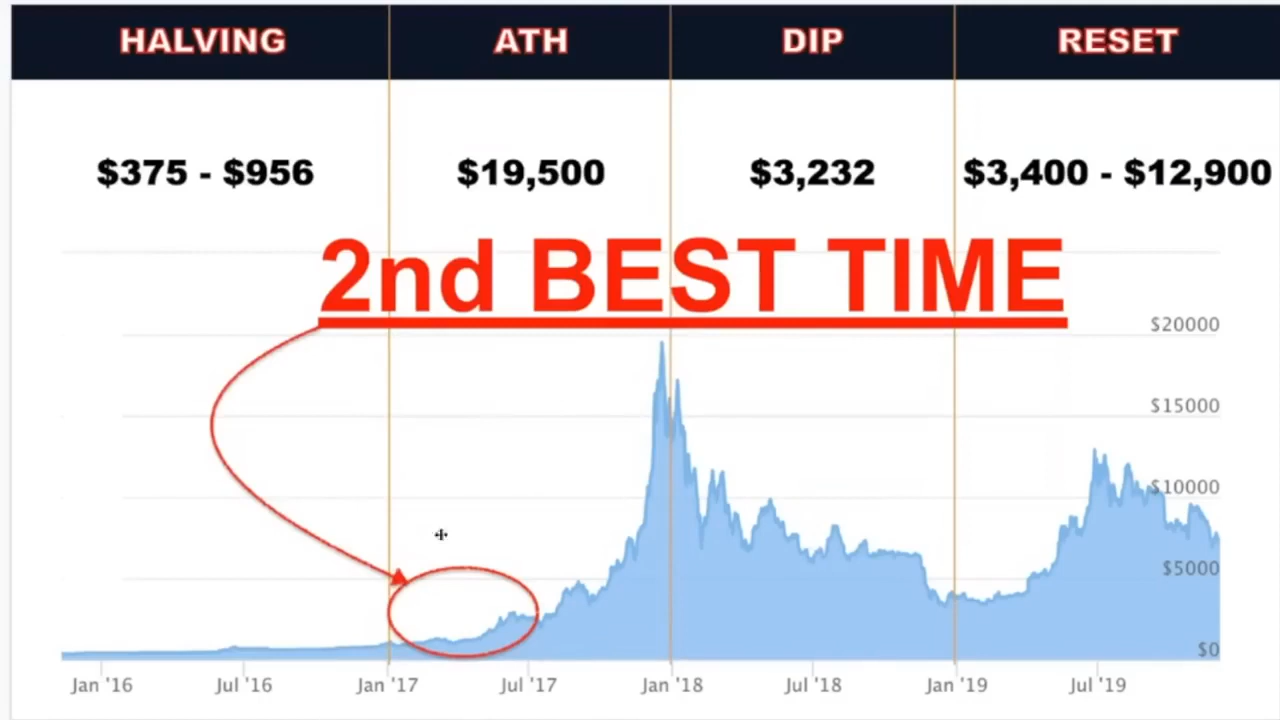 HALVING ATH DIP RESET
$375 - $956 $19,500 $3,232 $3,400 - $12,900
2nd BEST TIME
$20000
$15000
$10000
$5000
$0
Jan '16 Jul '16 Jan '17 Jul '17 Jan '18 Jul '18 Jan '19 Jul '19